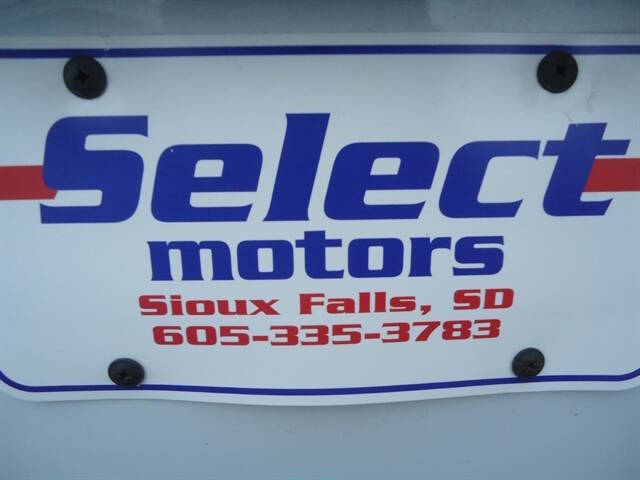 Select
motors
Sioux Falls, SD
605-335-3783